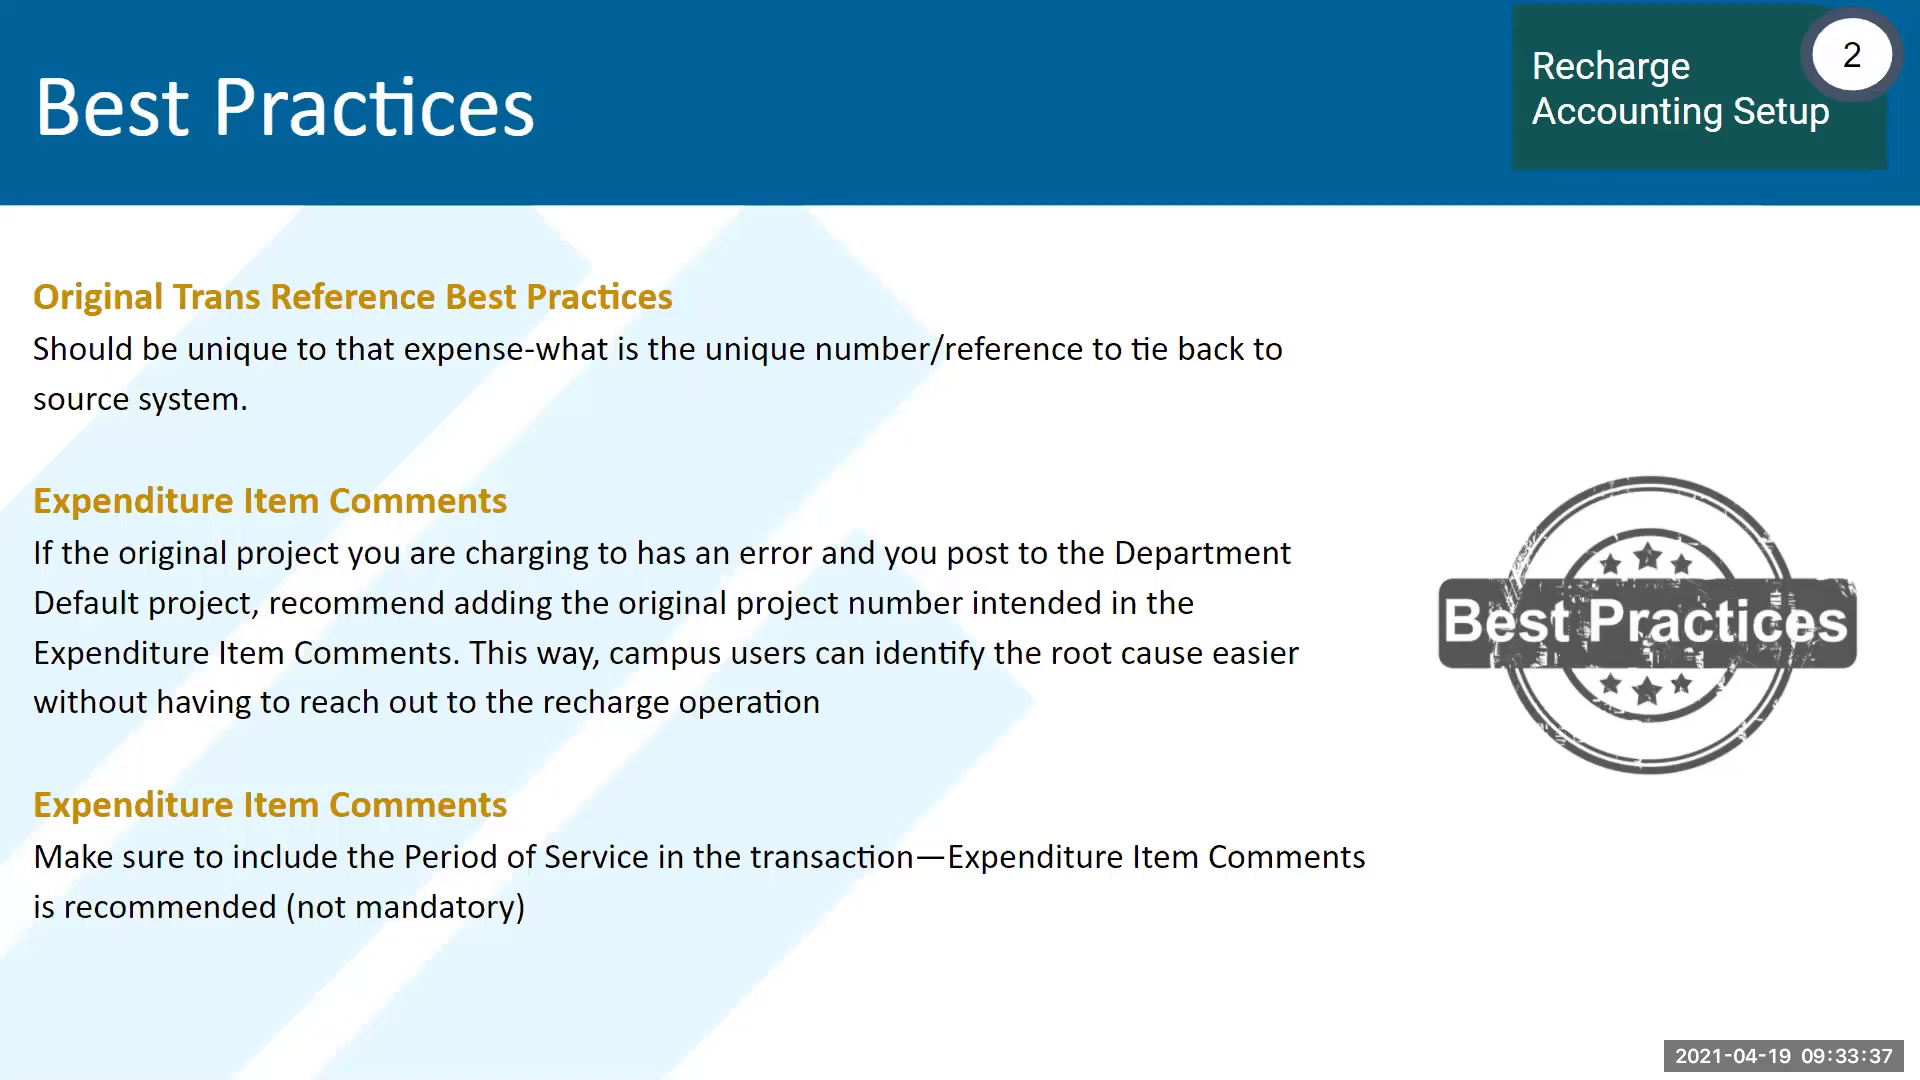 Best Practices
Recharge
Accounting Setup
2
Original Trans Reference Best Practices
Should be unique to that expense-what is the unique number/reference to tie back to
source system.
Expenditure Item Comments
If the original project you are charging to has an error and you post to the Department
Default project, recommend adding the original project number intended in the
Expenditure Item Comments. This way, campus users can identify the root cause easier
without having to reach out to the recharge operation
Expenditure Item Comments
Make sure to include the Period of Service in the transaction—Expenditure Item Comments
is recommended (not mandatory)
Best Practices
2021-04-19 09:33:37